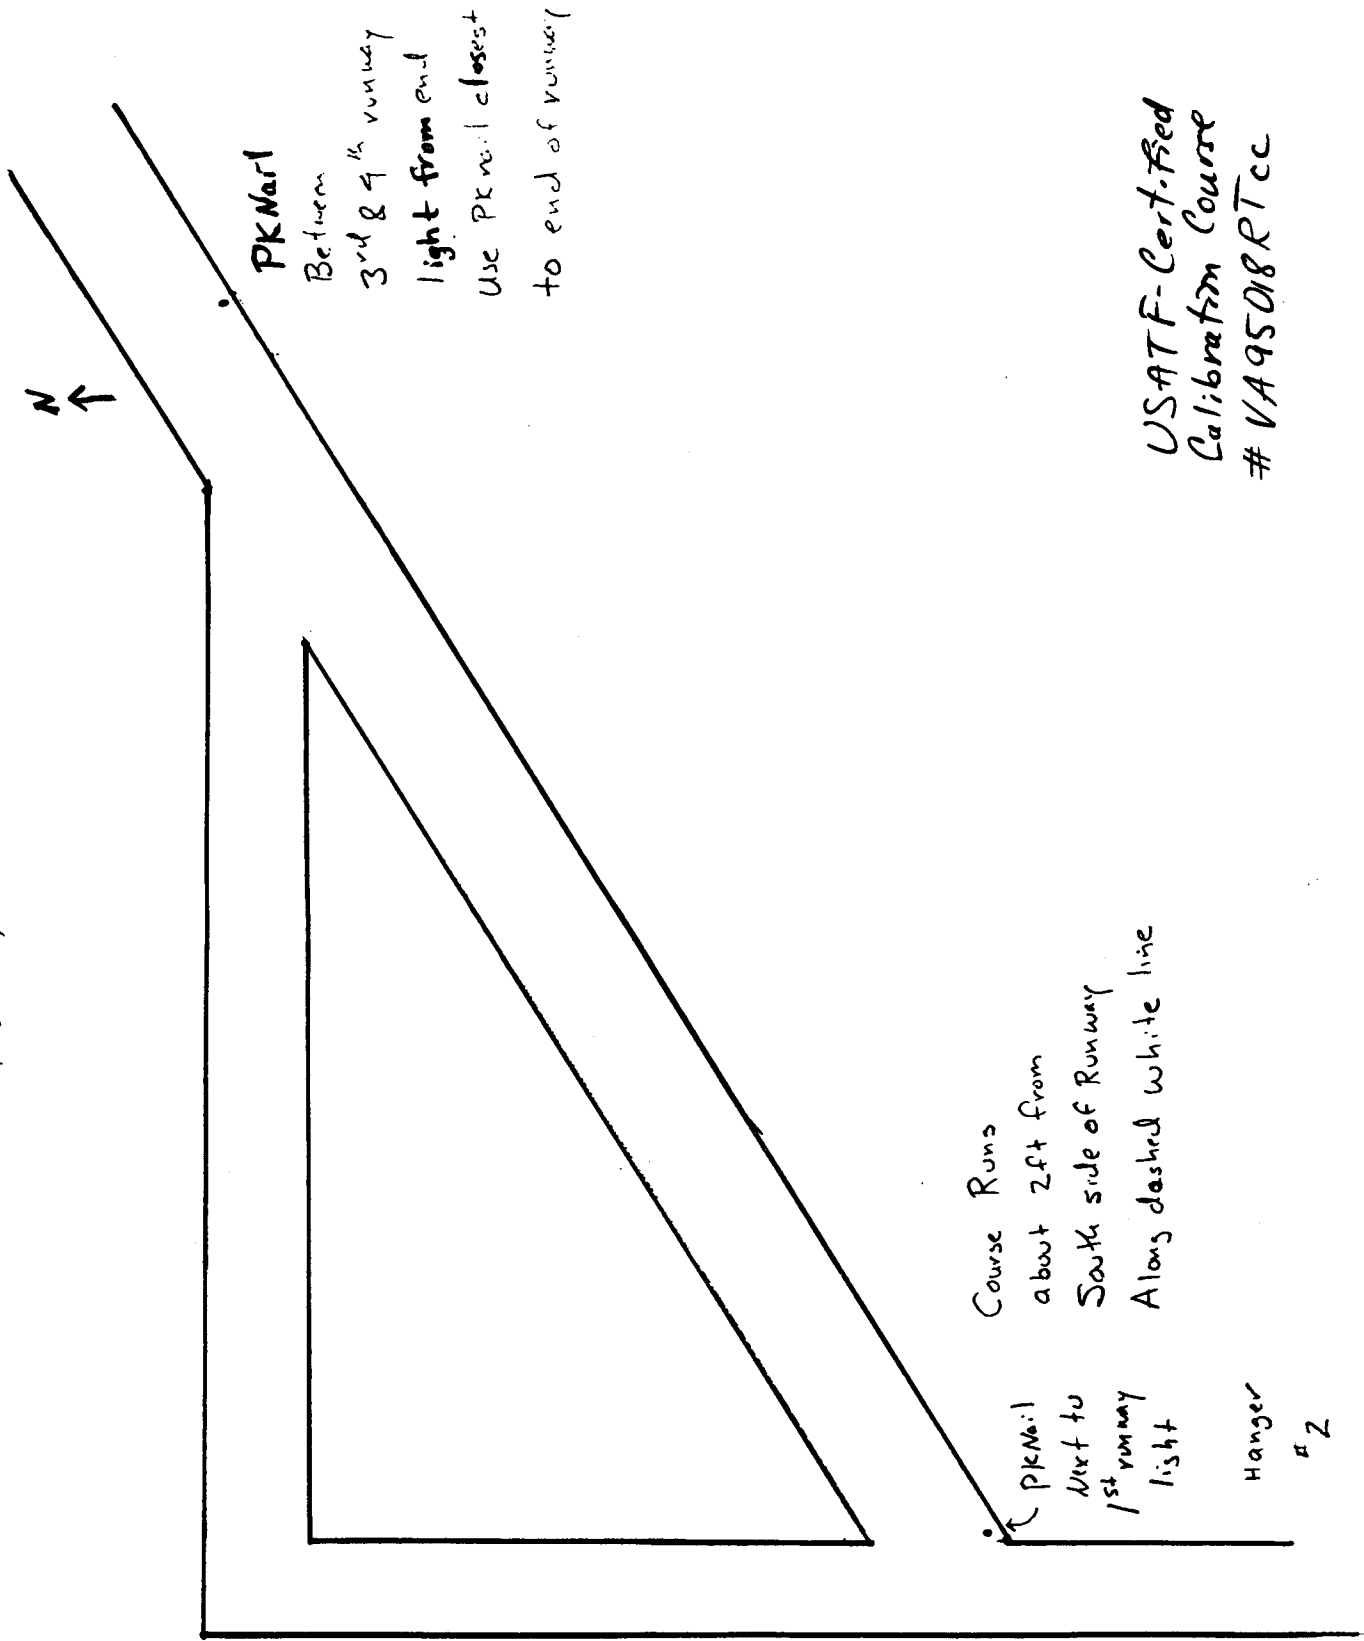 N
PKNail
Between
3rd & 4th runway
light from end
Use PK nail closest
to end of runway
Course Runs
about 2ft from
South side of Runway
Along dashed white line
PKNail
Next to
1st runway
light
Hanger
#2
USATF-Certified
Calibration Course
# VA95018RTcc